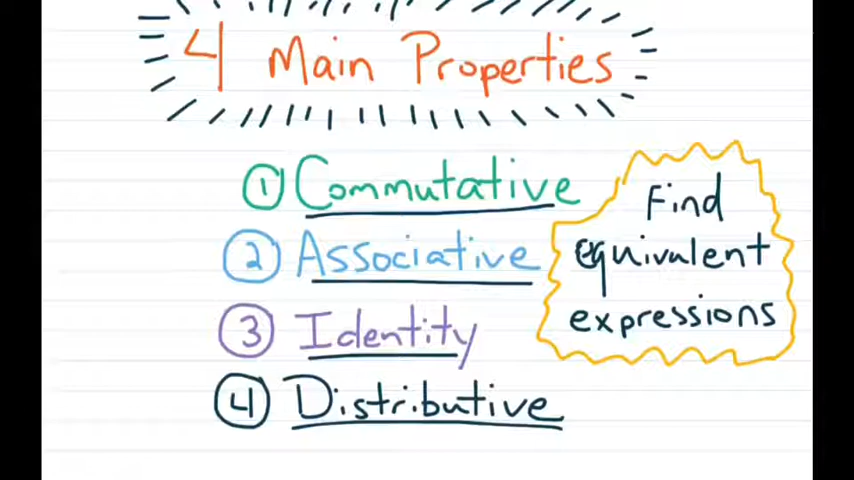 4 Main Properties
① Commutative
② Associative
③ Identity
④ Distributive
Find
equivalent
expressions